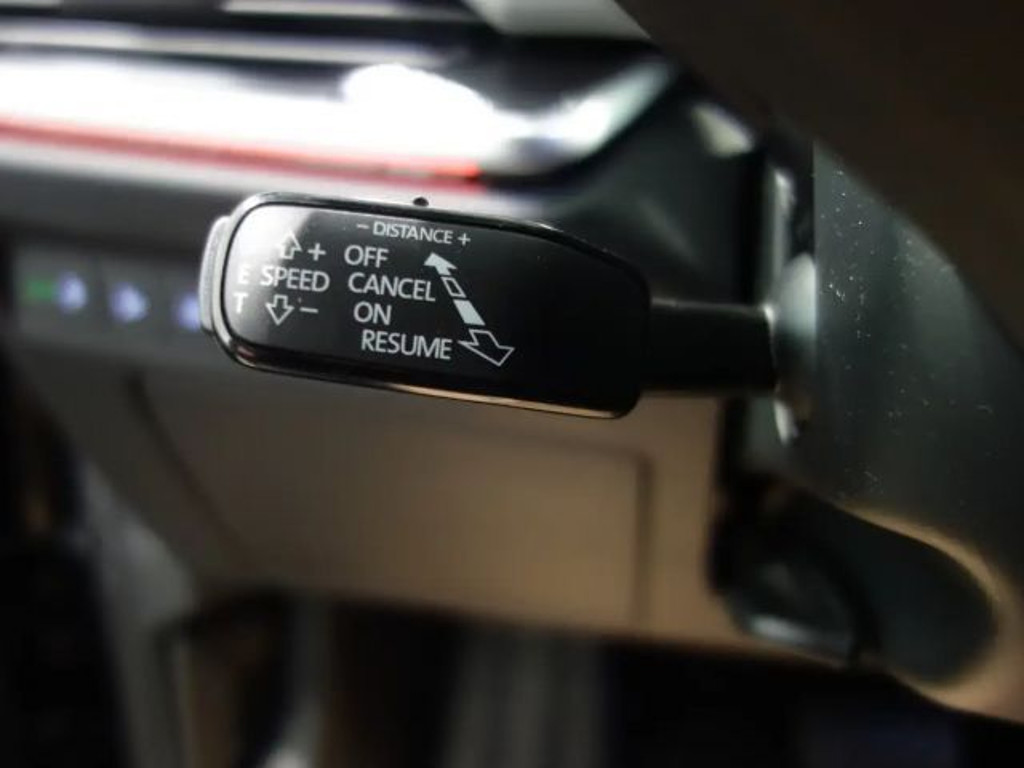 – DISTANCE +
+ OFF
E SPEED CANCEL
T – ON
RESUME